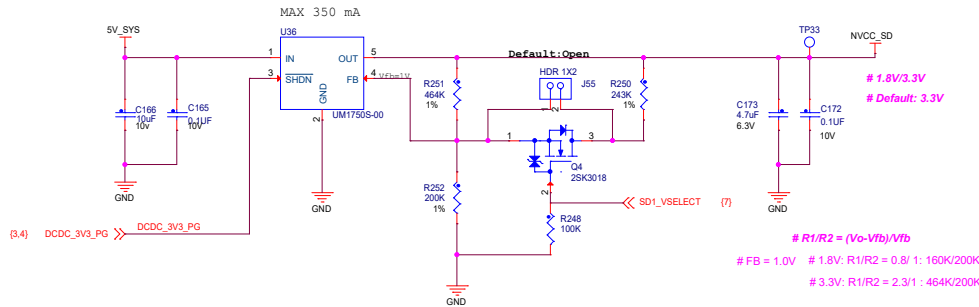 MAX 350 mA
5V_SYS
U36
1
IN
OUT
5
3
SHDN
FB
4
Vfb=1V
GND
2
UM1750S-00
GND
C166
10uF
10v
C165
0.1UF
10V
GND
{3,4}
DCDC_3V3_PG
DCDC_3V3_PG
Default:Open
HDR 1X2
J55
1
2
R251
464K
1%
R250
243K
1%
1
3
Q4
2SK3018
2
R252
200K
1%
R248
100K
SD1_VSELECT
{7}
GND
TP33
NVCC_SD
# 1.8V/3.3V
# Default: 3.3V
C173
4.7uF
6.3V
C172
0.1UF
10V
GND
# R1/R2 = (Vo-Vfb)/Vfb
# FB = 1.0V
# 1.8V: R1/R2 = 0.8/ 1: 160K/200K
# 3.3V: R1/R2 = 2.3/1 : 464K/200K